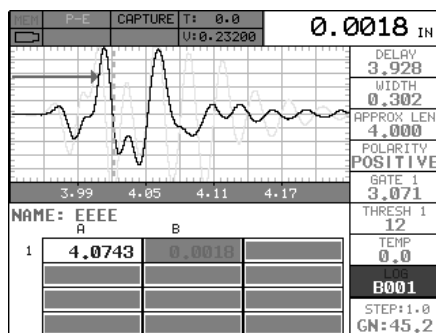 MEM P-E CAPTURE T: 0.0 0.0018 IN
V:0.23200
DELAY
3.928
WIDTH
0.302
APPROX LEN
4.000
POLARITY
POSITIVE
GATE 1
3.071
THRESH 1
12
TEMP
0.0
LOG
B001
STEP:1.0
GN:45.2
3.99 4.05 4.11 4.17
NAME: EEEE
A B
1 4.0743 0.0018